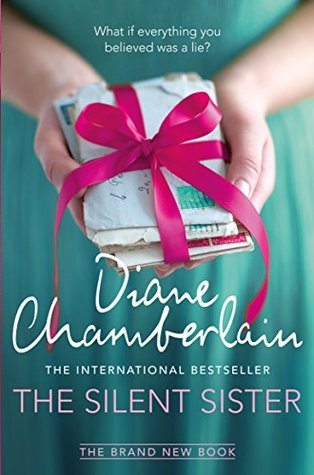 What if everything you
believed was a lie?
Diane
Chamberlain
THE INTERNATIONAL BESTSELLER
THE SILENT SISTER
THE BRAND NEW BOOK